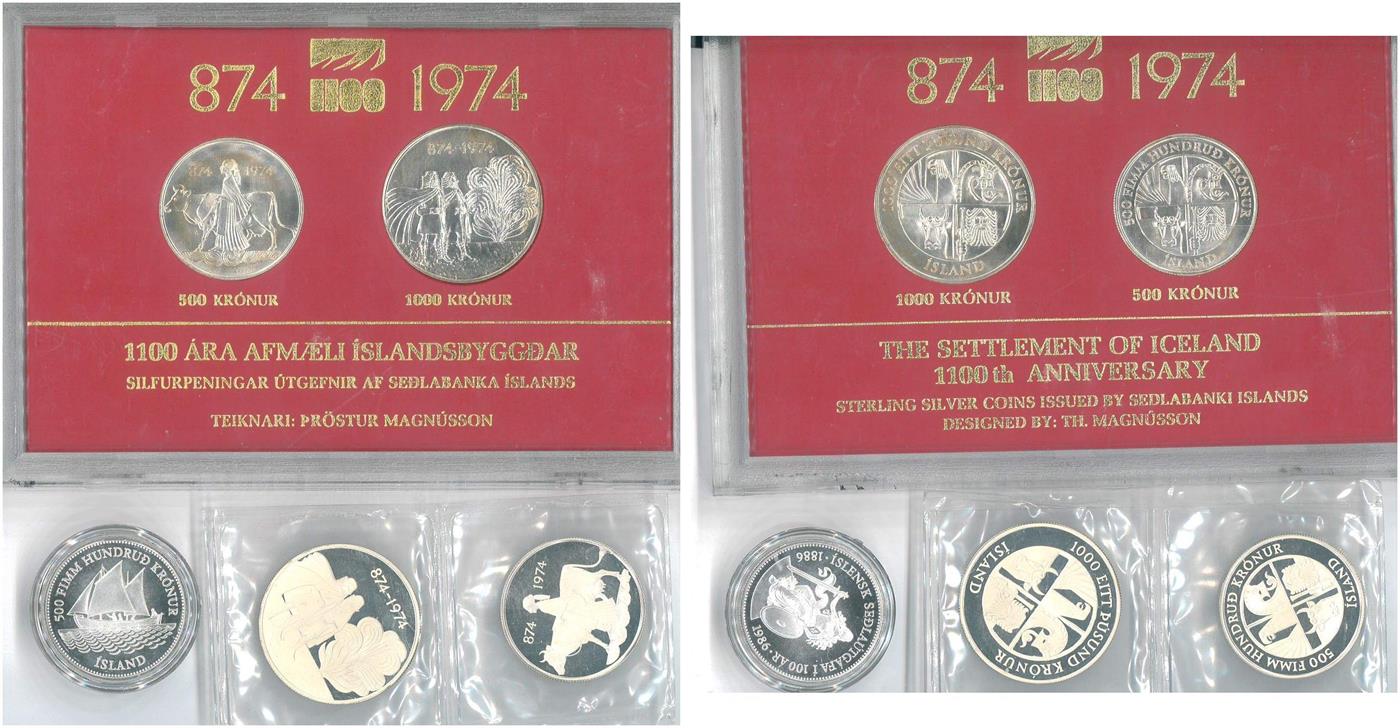 874 1100 1974
874 1974
874-1974
500 KRÓNUR
1000 KRÓNUR
1100 ÁRA AFMÆLI ÍSLANDSBYGGÐAR
SILFURPENINGAR ÚTGEFNIR AF SEÐLABANKA ÍSLANDS
TEIKNARI: ÞRÖSTUR MAGNÚSSON
500 FIMM HUNDRUÐ KRÓNUR
ÍSLAND
874-1974
874 1974
874 1100 1974
1000 EITT ÞÚSUND KRÓNUR
ÍSLAND
500 FIMM HUNDRUÐ KRÓNUR
ÍSLAND
1000 KRÓNUR
500 KRÓNUR
THE SETTLEMENT OF ICELAND
1100th ANNIVERSARY
STERLING SILVER COINS ISSUED BY SEDLABANKI ISLANDS
DESIGNED BY: TH. MAGNÚSSON
1986·ÍSLENSK SEÐLAÚTGÁFA Í 100 ÁR·1886
1000 EITT ÞÚSUND KRÓNUR
ÍSLAND
500 FIMM HUNDRUÐ KRÓNUR
ÍSLAND